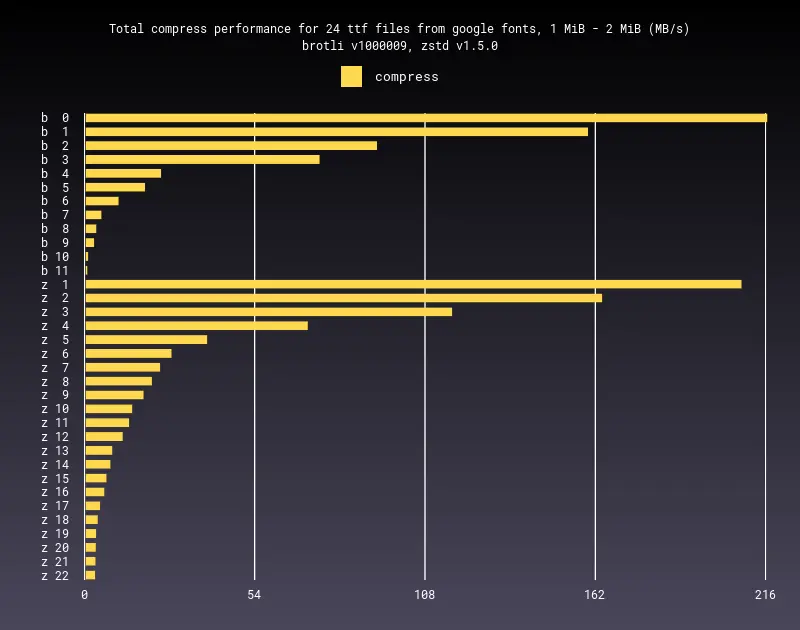 Total compress performance for 24 ttf files from google fonts, 1 MiB - 2 MiB (MB/s)
brotli v1000009, zstd v1.5.0
compress
b 0
b 1
b 2
b 3
b 4
b 5
b 6
b 7
b 8
b 9
b 10
b 11
z 1
z 2
z 3
z 4
z 5
z 6
z 7
z 8
z 9
z 10
z 11
z 12
z 13
z 14
z 15
z 16
z 17
z 18
z 19
z 20
z 21
z 22
0 54 108 162 216